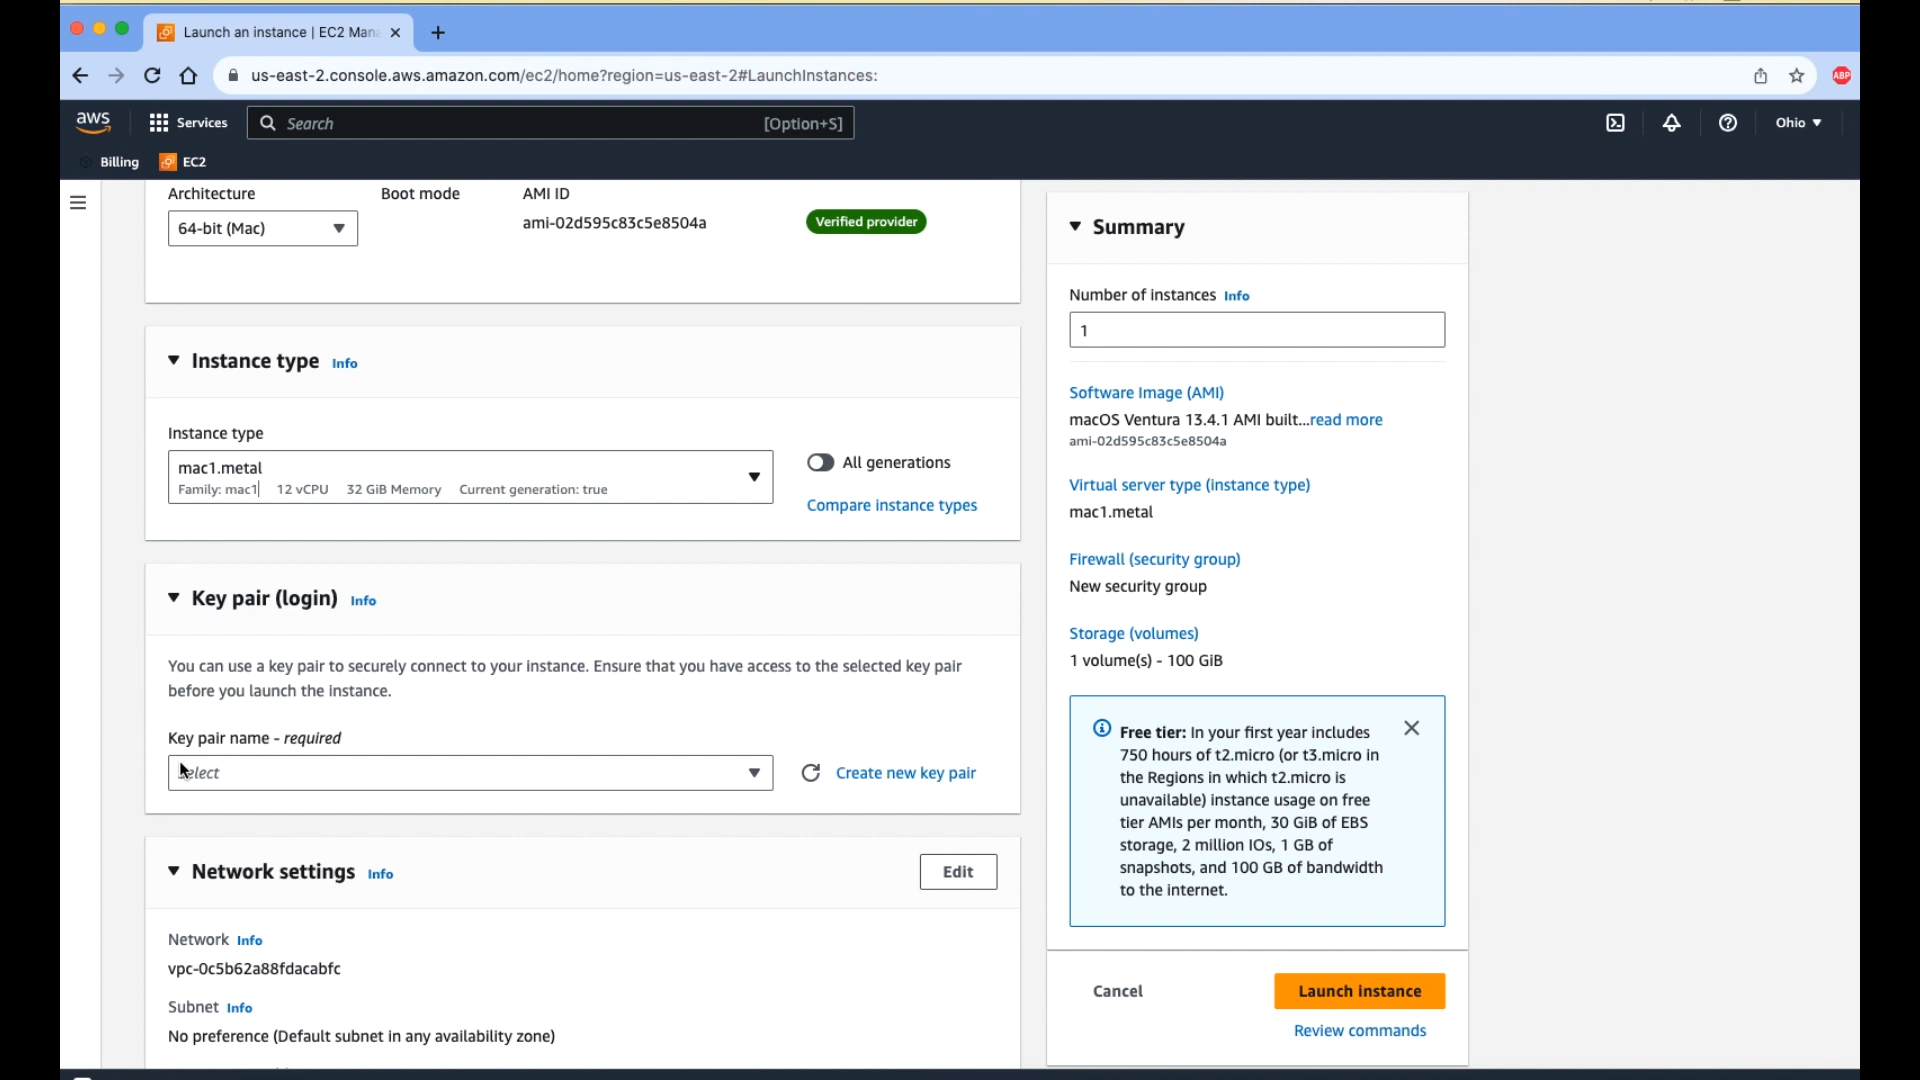 Launch an instance | EC2 Mana
us-east-2.console.aws.amazon.com/ec2/home?region=us-east-2#LaunchInstances:
ABP
aws
Services
Search
[Option+S]
Ohio
Billing
EC2
Architecture
Boot mode
AMI ID
64-bit (Mac)
ami-02d595c83c5e8504a
Verified provider
Instance type Info
Instance type
mac1.metal
Family: mac1 12 vCPU 32 GiB Memory Current generation: true
All generations
Compare instance types
Key pair (login) Info
You can use a key pair to securely connect to your instance. Ensure that you have access to the selected key pair
before you launch the instance.
Key pair name - required
Select
Create new key pair
Network settings Info
Edit
Network Info
vpc-0c5b62a88fdacabfc
Subnet Info
No preference (Default subnet in any availability zone)
Summary
Number of instances Info
1
Software Image (AMI)
macOS Ventura 13.4.1 AMI built...read more
ami-02d595c83c5e8504a
Virtual server type (instance type)
mac1.metal
Firewall (security group)
New security group
Storage (volumes)
1 volume(s) - 100 GiB
Free tier: In your first year includes
750 hours of t2.micro (or t3.micro in
the Regions in which t2.micro is
unavailable) instance usage on free
tier AMIs per month, 30 GiB of EBS
storage, 2 million IOs, 1 GB of
snapshots, and 100 GB of bandwidth
to the internet.
Cancel
Launch instance
Review commands